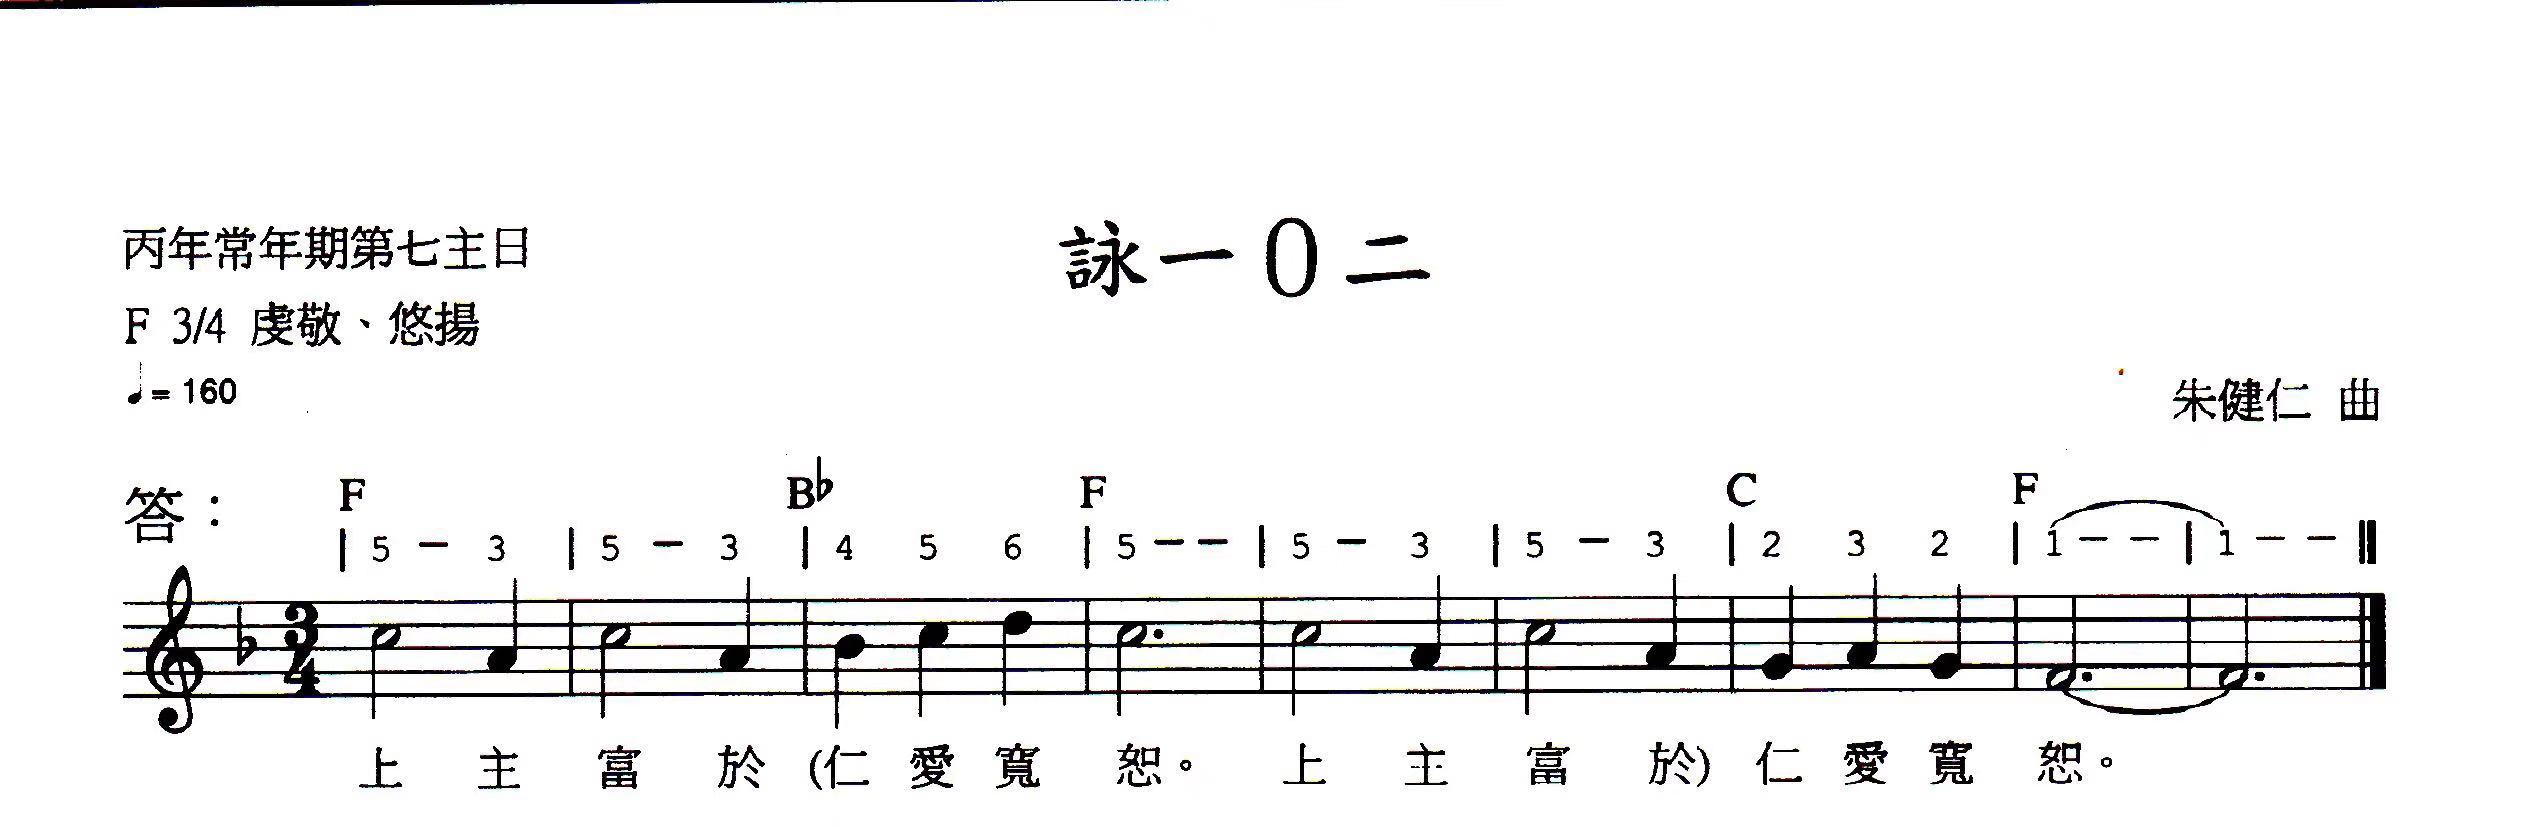 詠一0二
丙年常年期第七主日
F 3/4 虔敬、悠揚
♩= 160
朱健仁 曲
答：
F B♭ F C F
| 5 － 3 | 5 － 3 | 4 5 6 | 5 － － | 5 － 3 | 5 － 3 | 2 3 2 | 1 － － | 1 － － ‖
3
4
上 主 富 於 (仁 愛 寬 恕。 上 主 富 於) 仁 愛 寬 恕。